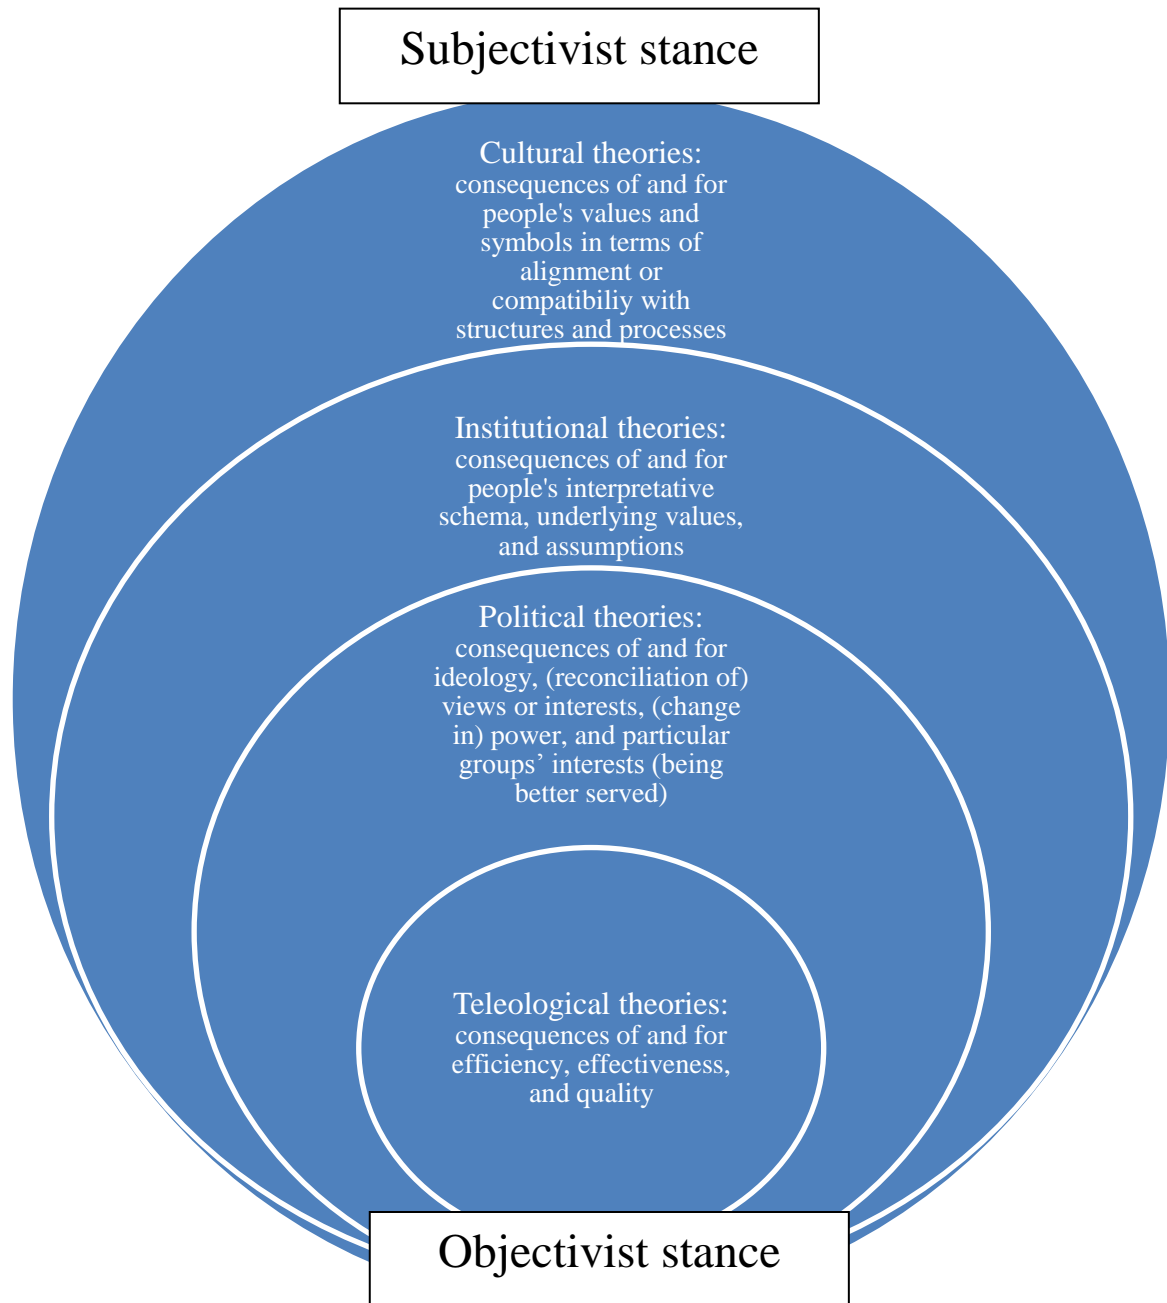 Subjectivist stance
Cultural theories:
consequences of and for
people's values and
symbols in terms of
alignment or
compatibiliy with
structures and processes
Institutional theories:
consequences of and for
people's interpretative
schema, underlying values,
and assumptions
Political theories:
consequences of and for
ideology, (reconciliation of)
views or interests, (change
in) power, and particular
groups’ interests (being
better served)
Teleological theories:
consequences of and for
efficiency, effectiveness,
and quality
Objectivist stance